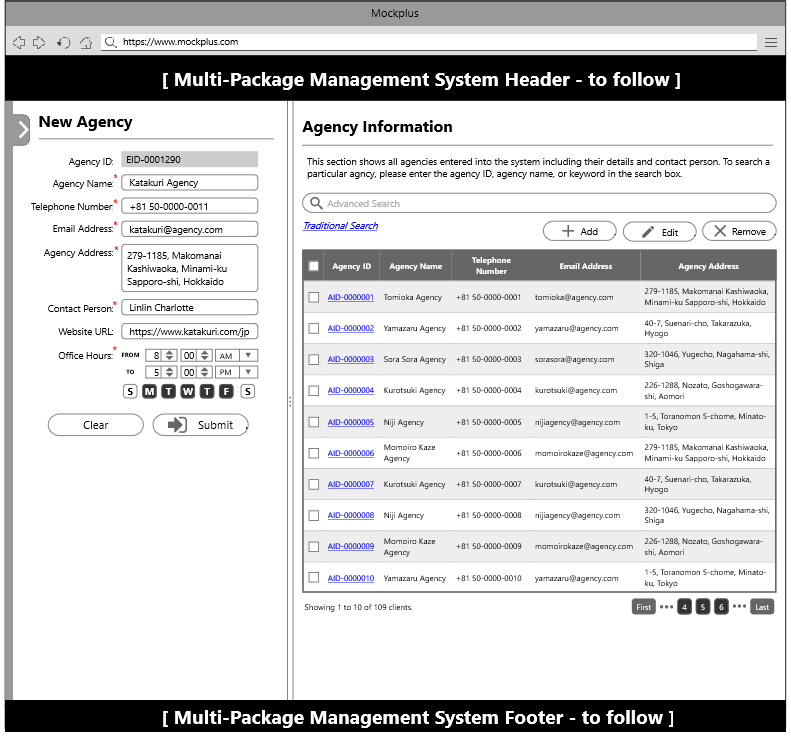 Mockplus
https://www.mockplus.com
[ Multi-Package Management System Header - to follow ]
New Agency
Agency ID: EID-0001290
Agency Name:* Katakuri Agency
Telephone Number:* +81 50-0000-0011
Email Address:* katakuri@agency.com
Agency Address:* 279-1185, Makomanai
Kashiwaoka, Minami-ku
Sapporo-shi, Hokkaido
Contact Person:* Linlin Charlotte
Website URL: https://www.katakuri.com/jp
Office Hours:* FROM 8 00 AM
TO 5 00 PM
S M T W T F S
Clear Submit
Agency Information
This section shows all agencies entered into the system including their details and contact person. To search a
particular agncy, please enter the agency ID, agency name, or keyword in the search box.
Advanced Search
Traditional Search
Add Edit Remove
Agency ID Agency Name Telephone Number Email Address Agency Address
AID-0000001 Tomioka Agency +81 50-0000-0001 tomioka@agency.com 279-1185, Makomanai Kashiwaoka,
Minami-ku Sapporo-shi, Hokkaido
AID-0000002 Yamazaru Agency +81 50-0000-0002 yamazaru@agency.com 40-7, Suenari-cho, Takarazuka,
Hyogo
AID-0000003 Sora Sora Agency +81 50-0000-0003 sorasora@agency.com 320-1046, Yugecho, Nagahama-shi,
Shiga
AID-0000004 Kurotsuki Agency +81 50-0000-0004 kurotsuki@agency.com 226-1288, Nozato, Goshogawara-
shi, Aomori
AID-0000005 Niji Agency +81 50-0000-0005 nijiagency@agency.com 1-5, Toranomon 5-chome, Minato-
ku, Tokyo
AID-0000006 Momoiro Kaze Agency +81 50-0000-0006 momoirokaze@agency.com 279-1185, Makomanai Kashiwaoka,
Minami-ku Sapporo-shi, Hokkaido
AID-0000007 Kurotsuki Agency +81 50-0000-0007 kurotsuki@agency.com 40-7, Suenari-cho, Takarazuka,
Hyogo
AID-0000008 Niji Agency +81 50-0000-0008 nijiagency@agency.com 320-1046, Yugecho, Nagahama-shi,
Shiga
AID-0000009 Momoiro Kaze Agency +81 50-0000-0009 momoirokaze@agency.com 226-1288, Nozato, Goshogawara-
shi, Aomori
AID-0000010 Yamazaru Agency +81 50-0000-0010 yamazaru@agency.com 1-5, Toranomon 5-chome, Minato-
ku, Tokyo
Showing 1 to 10 of 109 clients.
First ••• 4 5 6 ••• Last
[ Multi-Package Management System Footer - to follow ]